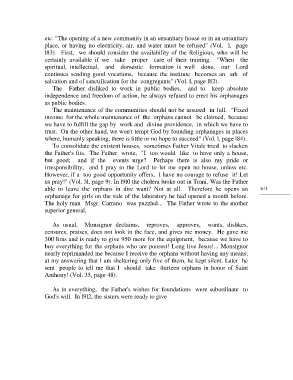 etc. "The opening of a new community in an unsanitary house or in an unsanitary
place, or having no electricity, air, and water must be refused" (Vol. I, page
183). First, we should consider the availability of the Religious, who will be
certainly available if we take proper care of their training. "When the
spiritual, intellectual, and domestic formation is well done, our Lord
continues sending good vocations, because the institute becomes an ark of
salvation and of sanctification for the congregants" (Vol. I, page 182).
The Father disliked to work in public bodies, and to keep absolute
independence and freedom of action, he always refused to erect his orphanages
as public bodies.
The maintenance of the communities should not be assured in full. "Fixed
income for the whole maintenance of the orphans cannot be claimed, because
we have to fulfill the gap by work and divine providence, in which we have to
trust. On the other hand, we won't tempt God by founding orphanages in places
where, humanly speaking, there is little or no hope to succeed" (Vol. I, page 184).
To consolidate the existent houses, sometimes Father Vitale tried to slacken
the Father's fire. The Father wrote, "I too would like to have only a house,
but good; and if the events urge? Perhaps there is also my pride or
irresponsibility, and I pray to the Lord to let me open no house, unless etc.
However, if a too good opportunity offers, I have no courage to refuse it! Let
us pray!" (Vol. 31, page 9). In 1910 the cholera broke out in Trani. Was the Father
able to leave the orphans in dire want? Not at all. Therefore he opens an
orphanage for girls on the side of the laboratory he had opened a month before.
The holy man Msgr. Carrano was puzzled... The Father wrote to the mother
superior general,
611
As usual, Monsignor declaims, reproves, approves, wants, dislikes,
censures, praises, does not look in the face, and gives me money. He gave me
300 liras and is ready to give 950 more for the equipment, because we have to
buy everything for the orphans who are poorest! Long live Jesus!... Monsignor
nearly reprimanded me because I receive the orphans without having any means;
at my answering that I am sheltering only five of them, he kept silent. Later he
sent people to tell me that I should take thirteen orphans in honor of Saint
Anthony! (Vol. 35, page 48).
As in everything, the Father's wishes for foundations were subordinate to
God's will. In 1912, the sisters were ready to give